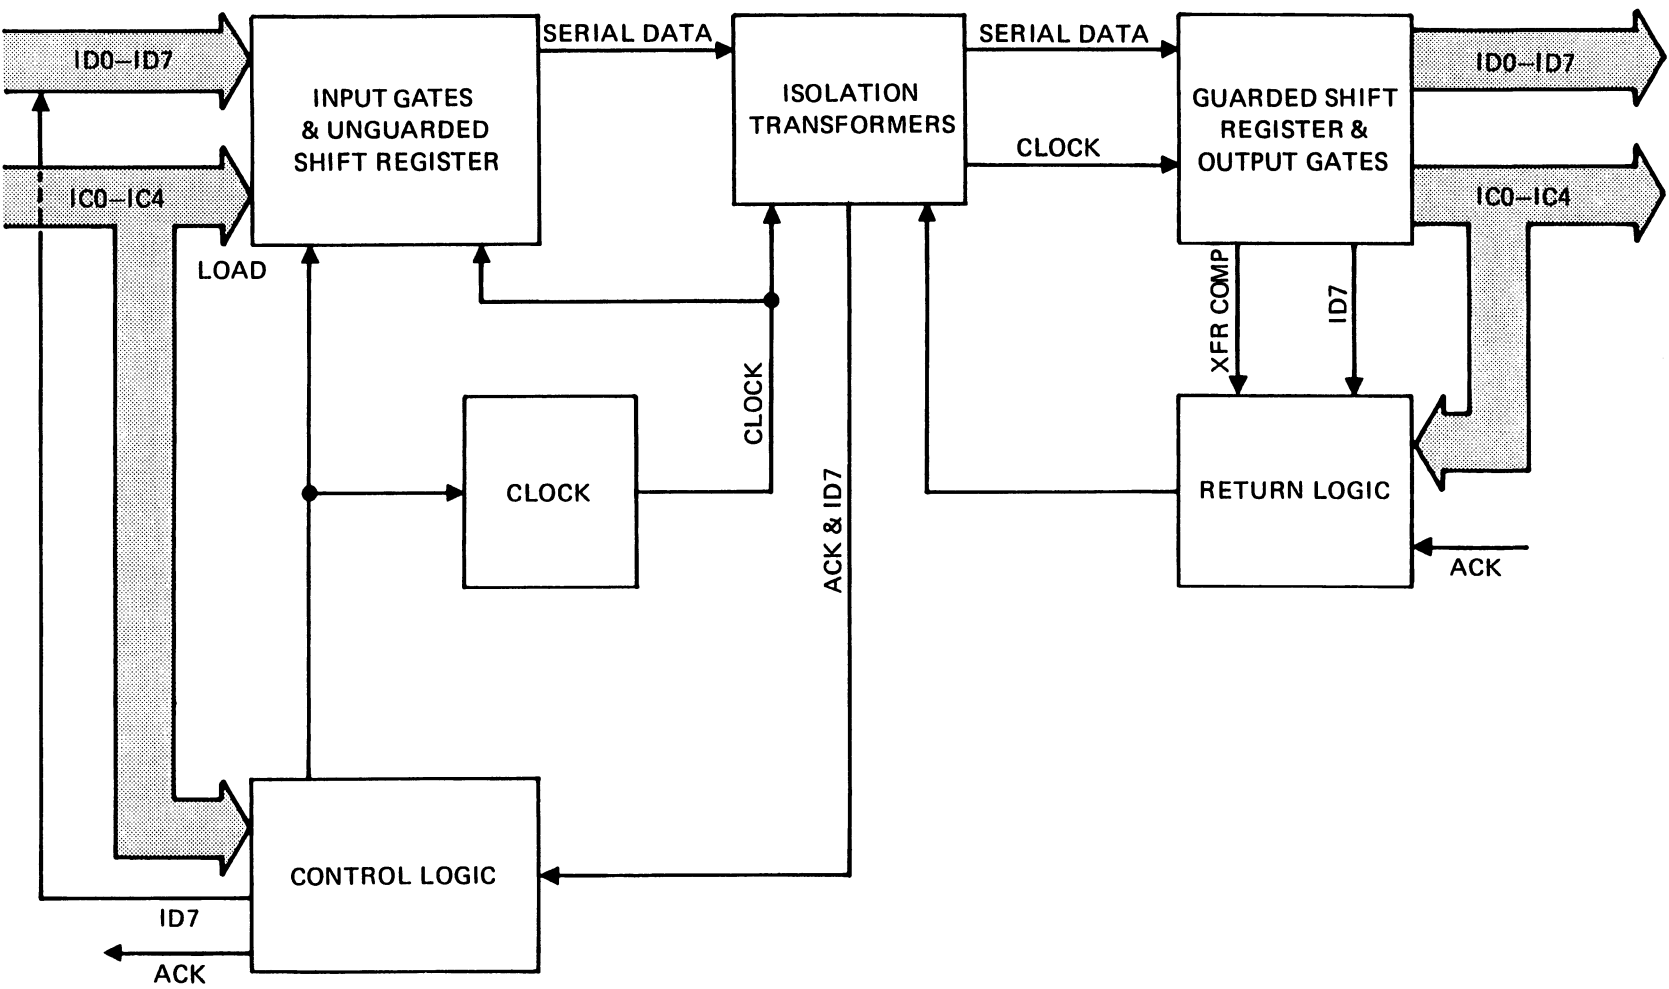 ID0–ID7
IC0–IC4
INPUT GATES
& UNGUARDED
SHIFT REGISTER
LOAD
SERIAL DATA
ISOLATION
TRANSFORMERS
SERIAL DATA
CLOCK
GUARDED SHIFT
REGISTER &
OUTPUT GATES
ID0–ID7
IC0–IC4
XFR COMP
ID7
CLOCK
CLOCK
ACK & ID7
RETURN LOGIC
ACK
CONTROL LOGIC
ID7
ACK